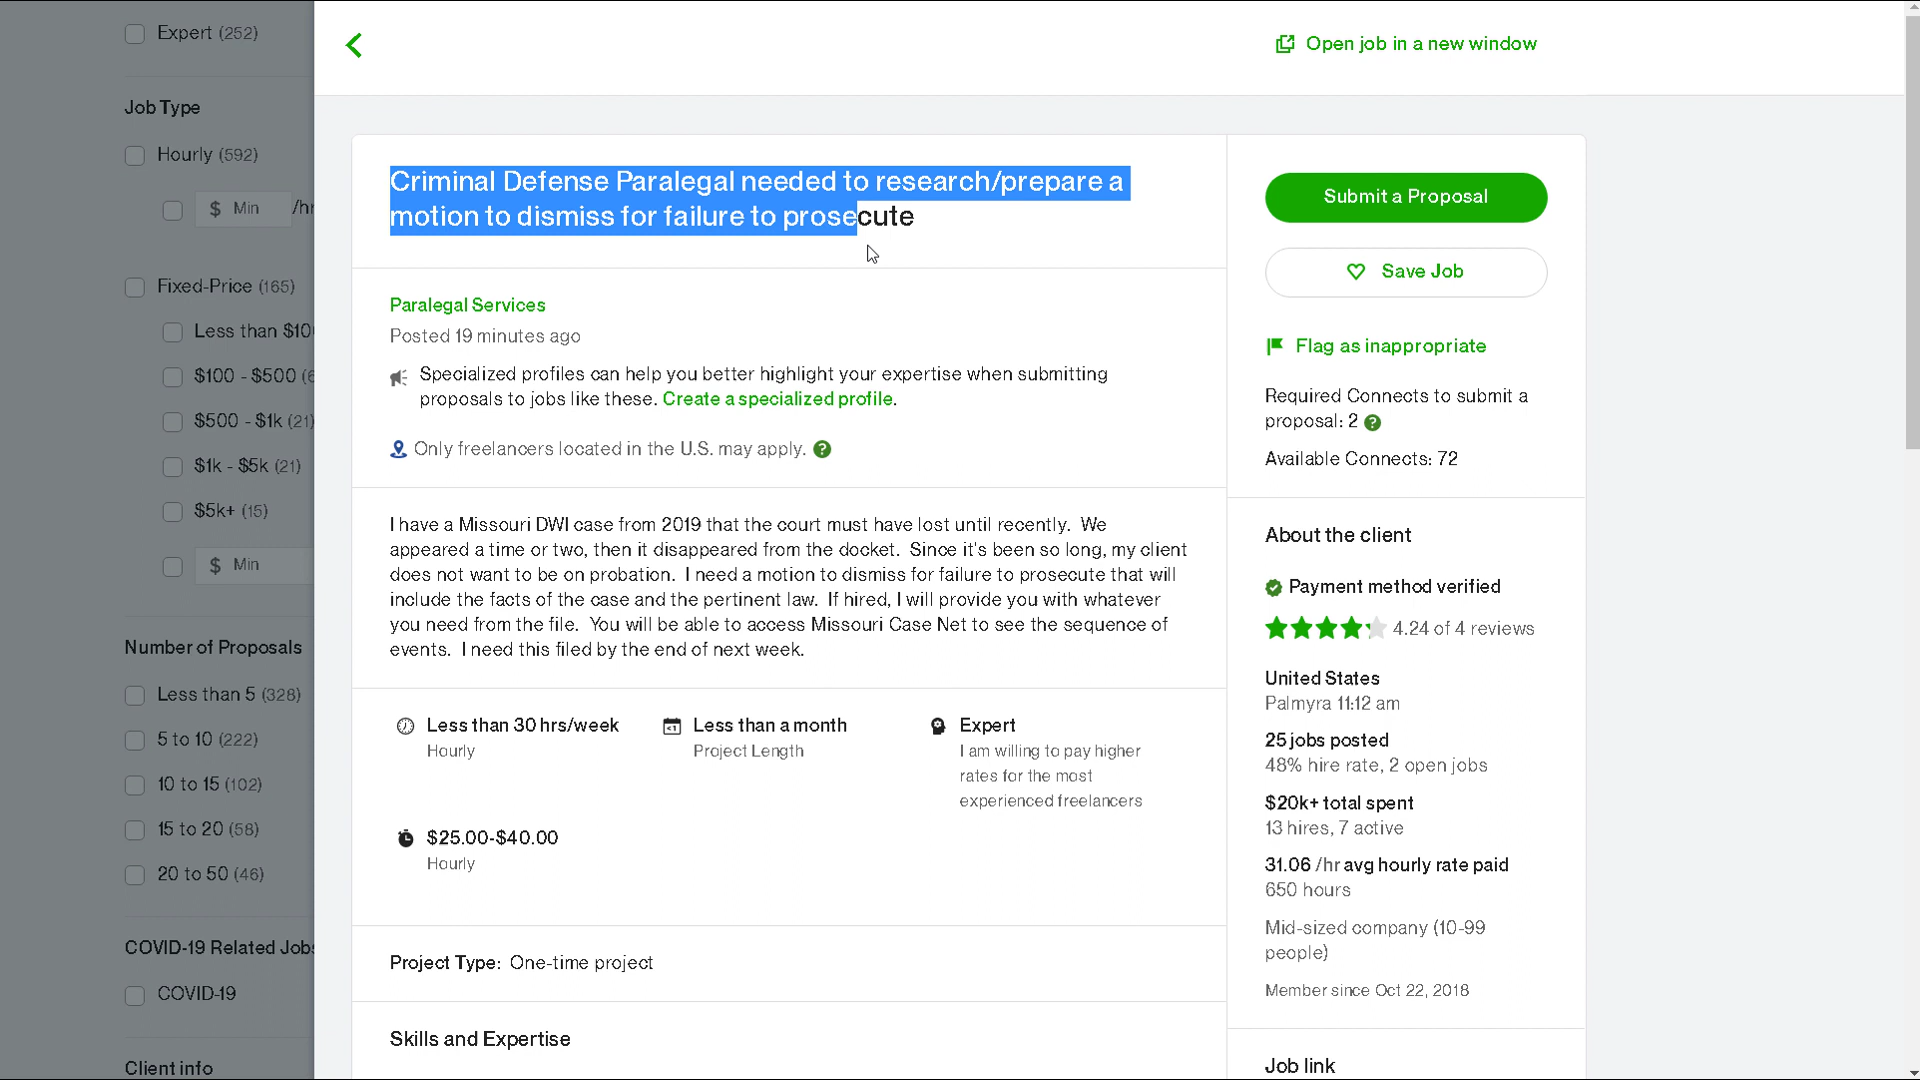 Expert (252)
Job Type
Hourly (592)
$ Min /hr
Fixed-Price (165)
Less than $100
$100 - $500 (6
$500 - $1k (21)
$1k - $5k (21)
$5k+ (15)
$ Min
Number of Proposals
Less than 5 (328)
5 to 10 (222)
10 to 15 (102)
15 to 20 (58)
20 to 50 (46)
COVID-19 Related Jobs
COVID-19
Client info
Open job in a new window
Criminal Defense Paralegal needed to research/prepare a
motion to dismiss for failure to prosecute
Paralegal Services
Posted 19 minutes ago
Specialized profiles can help you better highlight your expertise when submitting
proposals to jobs like these. Create a specialized profile.
Only freelancers located in the U.S. may apply. ?
I have a Missouri DWI case from 2019 that the court must have lost until recently. We
appeared a time or two, then it disappeared from the docket. Since it's been so long, my client
does not want to be on probation. I need a motion to dismiss for failure to prosecute that will
include the facts of the case and the pertinent law. If hired, I will provide you with whatever
you need from the file. You will be able to access Missouri Case Net to see the sequence of
events. I need this filed by the end of next week.
Less than 30 hrs/week
Hourly
Less than a month
Project Length
Expert
I am willing to pay higher
rates for the most
experienced freelancers
$25.00-$40.00
Hourly
Project Type: One-time project
Skills and Expertise
Submit a Proposal
Save Job
Flag as inappropriate
Required Connects to submit a
proposal: 2 ?
Available Connects: 72
About the client
Payment method verified
4.24 of 4 reviews
United States
Palmyra 11:12 am
25 jobs posted
48% hire rate, 2 open jobs
$20k+ total spent
13 hires, 7 active
31.06 /hr avg hourly rate paid
650 hours
Mid-sized company (10-99
people)
Member since Oct 22, 2018
Job link